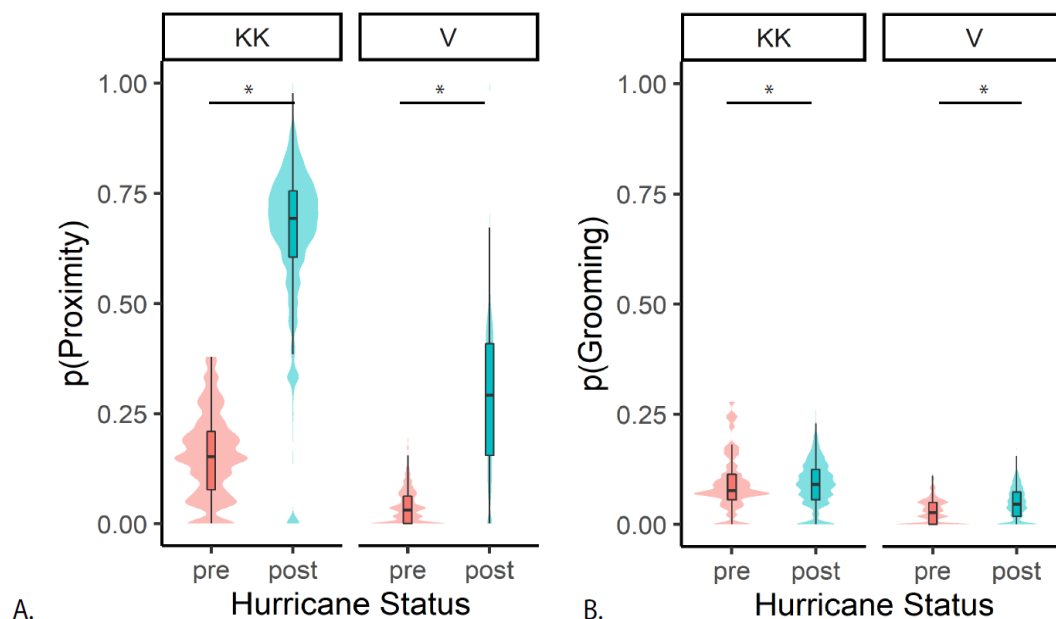 KK V
p(Proximity)
1.00
0.75
0.50
0.25
0.00
* *
pre post pre post
Hurricane Status
A.
KK V
p(Grooming)
1.00
0.75
0.50
0.25
0.00
* *
pre post pre post
Hurricane Status
B.